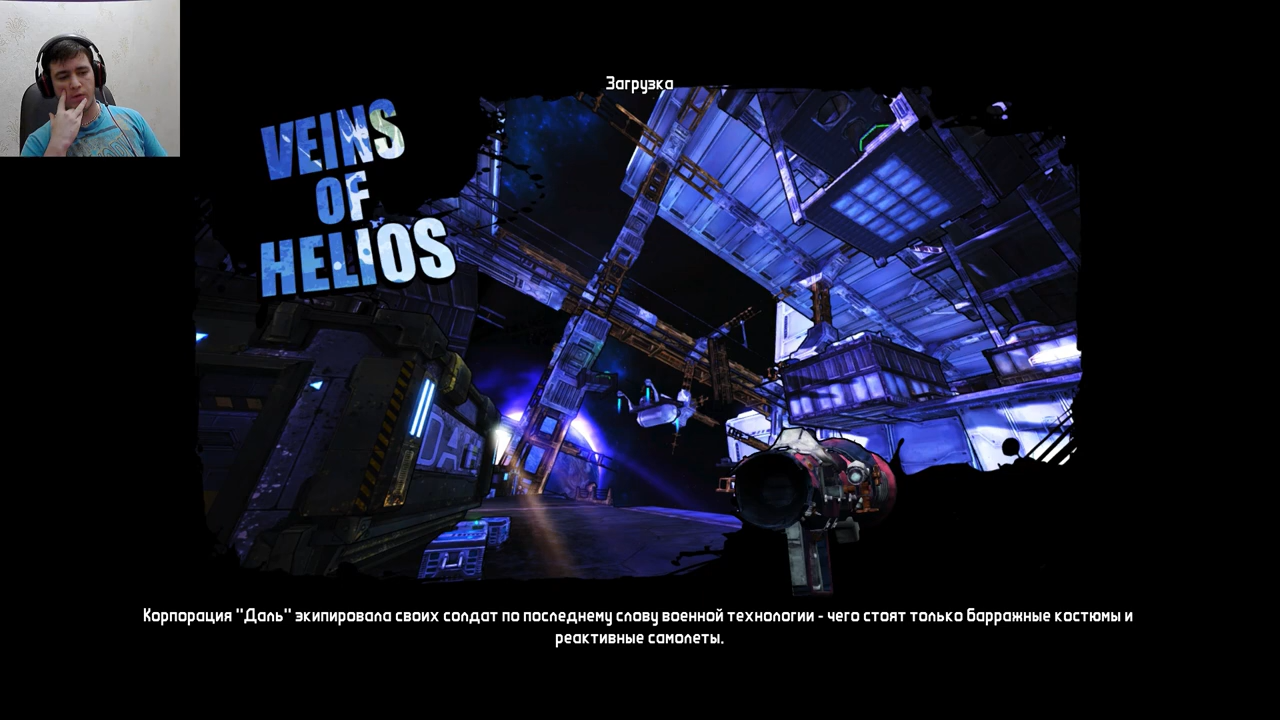 Загрузка
VEINS
OF
HELIOS
DAHL
Корпорация "Даль" экипировала своих солдат по последнему слову военной технологии - чего стоят только барражные костюмы и
реактивные самолеты.